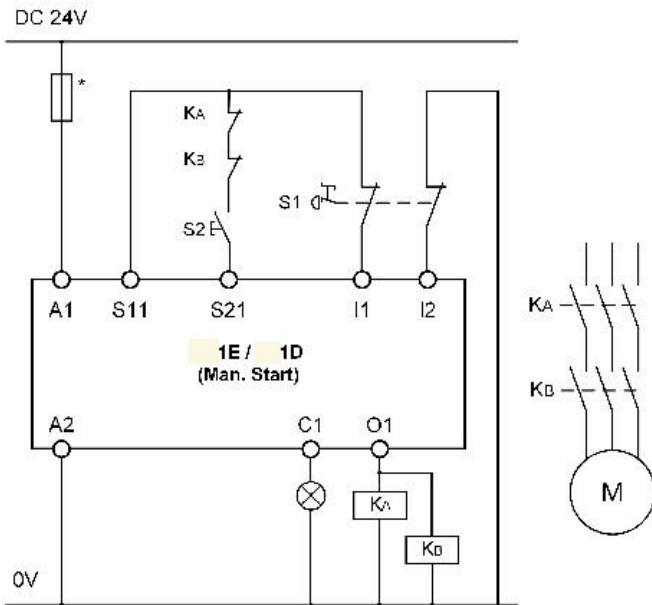 DC 24V
*
KA
KB
S1
S2
A1 S11 S21 I1 I2
1E / 1D
(Man. Start)
A2 C1 O1
KA
KB
0V
KA
KB
M